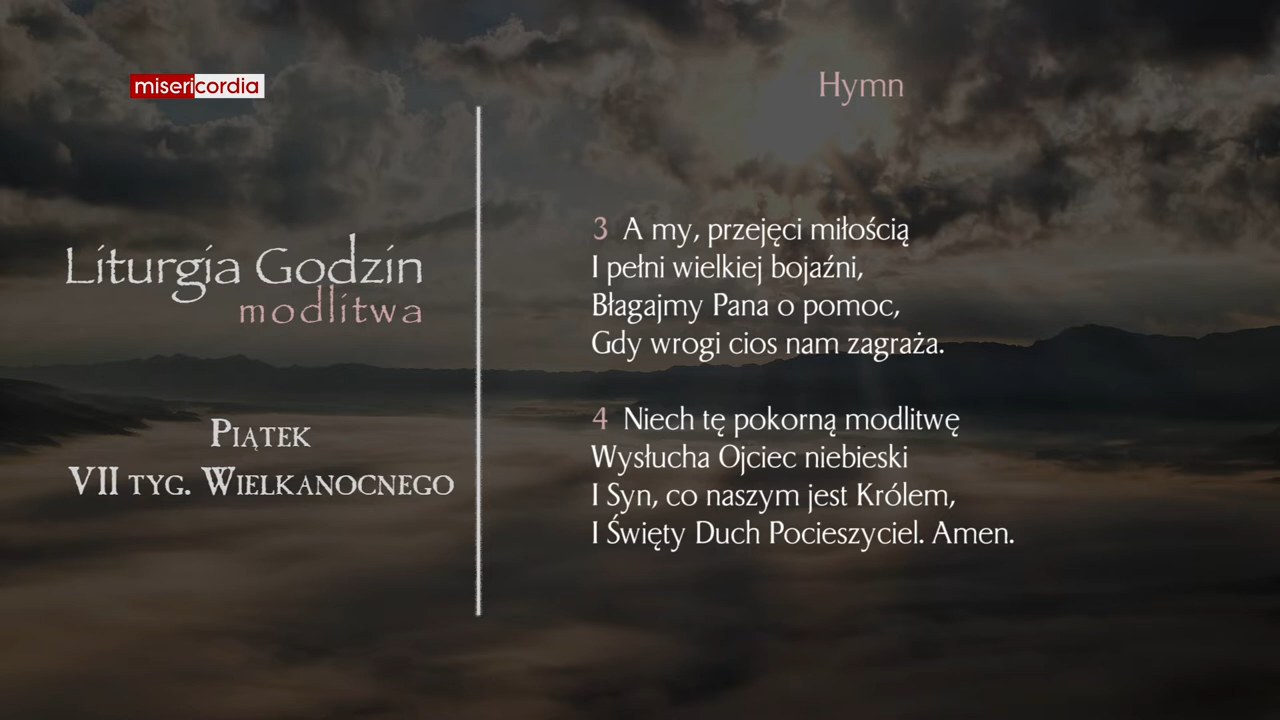 misericordia
Liturgia Godzin
modlitwa
Piątek
VII tyg. Wielkanocnego
Hymn
3 A my, przejęci miłością
I pełni wielkiej bojaźni,
Błagajmy Pana o pomoc,
Gdy wrogi cios nam zagraża.
4 Niech tę pokorną modlitwę
Wysłucha Ojciec niebieski
I Syn, co naszym jest Królem,
I Święty Duch Pocieszyciel. Amen.